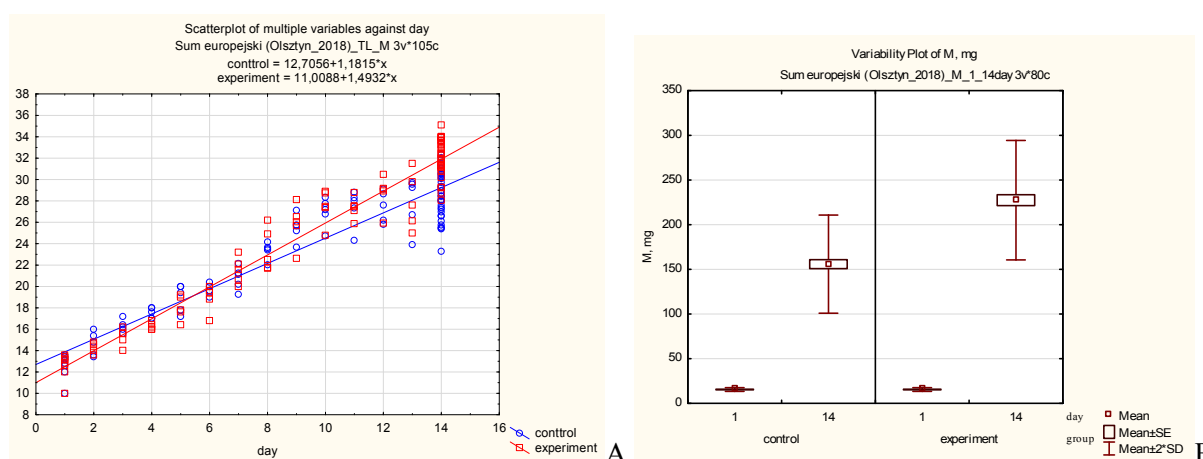 Scatterplot of multiple variables against day
Sum europejski (Olsztyn_2018)_TL_M 3v*105c
conttrol = 12,7056+1,1815*x
experiment = 11,0088+1,4932*x
38
36
34
32
30
28
26
24
22
20
18
16
14
12
10
8
0 2 4 6 8 10 12 14 16
day
conttrol
experiment
A
Variability Plot of M, mg
Sum europejski (Olsztyn_2018)_M_1_14day 3v*80c
M, mg
350
300
250
200
150
100
50
0
1 14 1 14 day
control experiment group
Mean
Mean±SE
Mean±2*SD